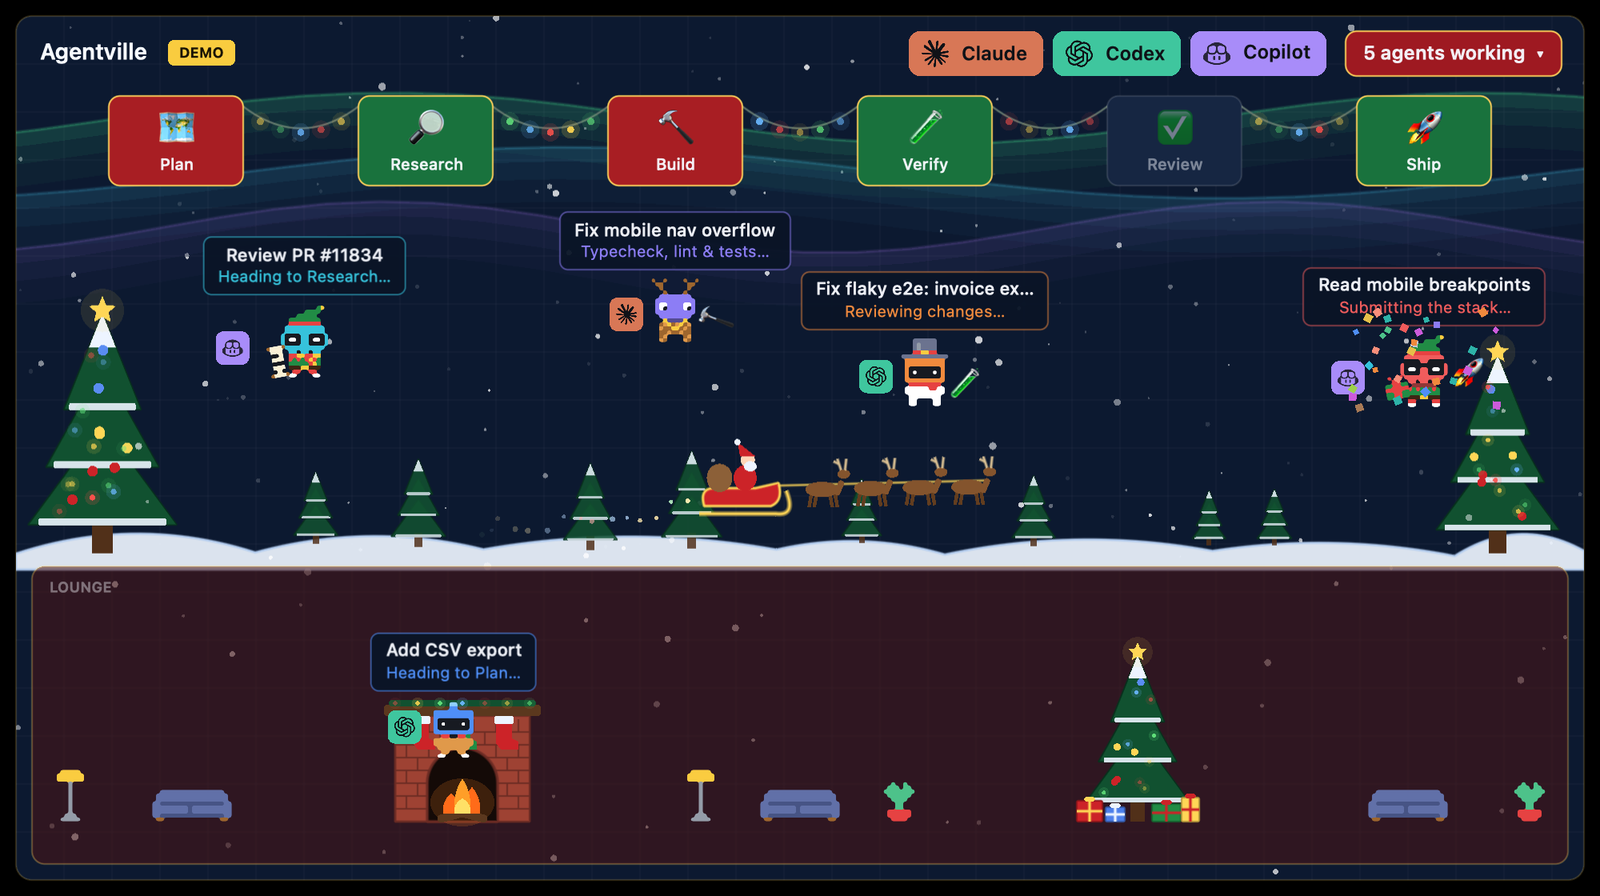 Agentville
DEMO
Claude
Codex
Copilot
5 agents working ▾
Plan
Research
Build
Verify
Review
Ship
Review PR #11834
Heading to Research...
Fix mobile nav overflow
Typecheck, lint & tests...
Fix flaky e2e: invoice ex...
Reviewing changes...
Read mobile breakpoints
Submitting the stack...
LOUNGE
Add CSV export
Heading to Plan...